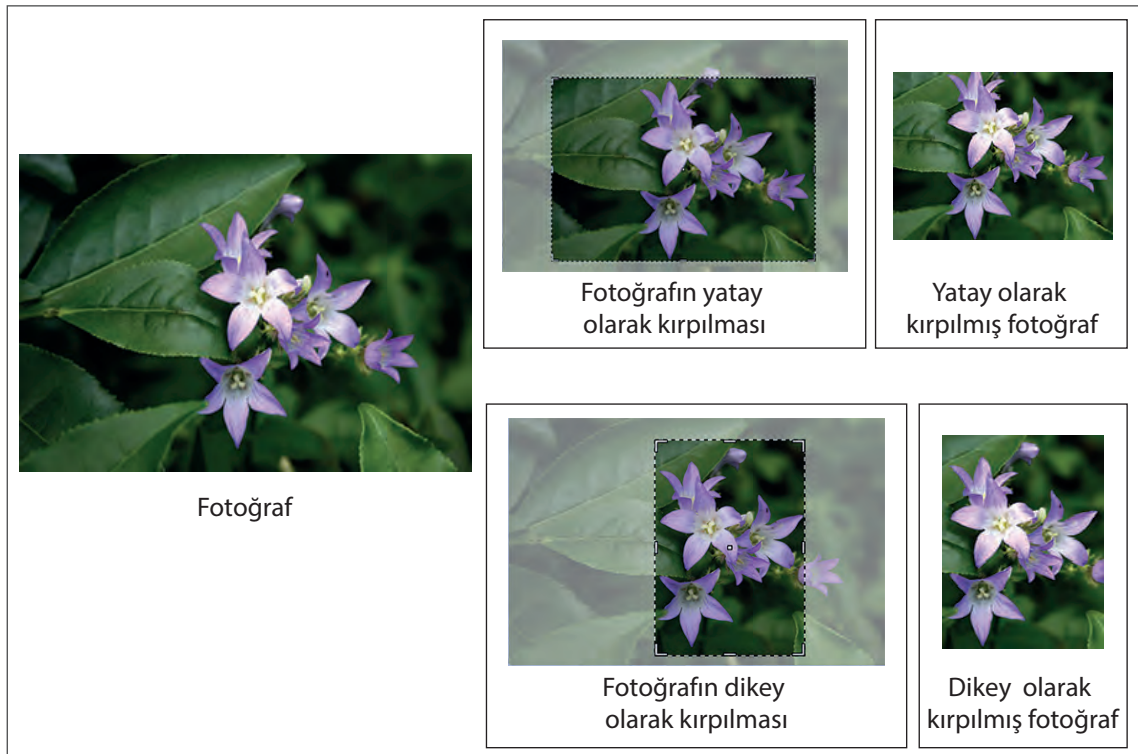 Fotoğraf
Fotoğrafın yatay
olarak kırpılması
Yatay olarak
kırpılmış fotoğraf
Fotoğrafın dikey
olarak kırpılması
Dikey olarak
kırpılmış fotoğraf